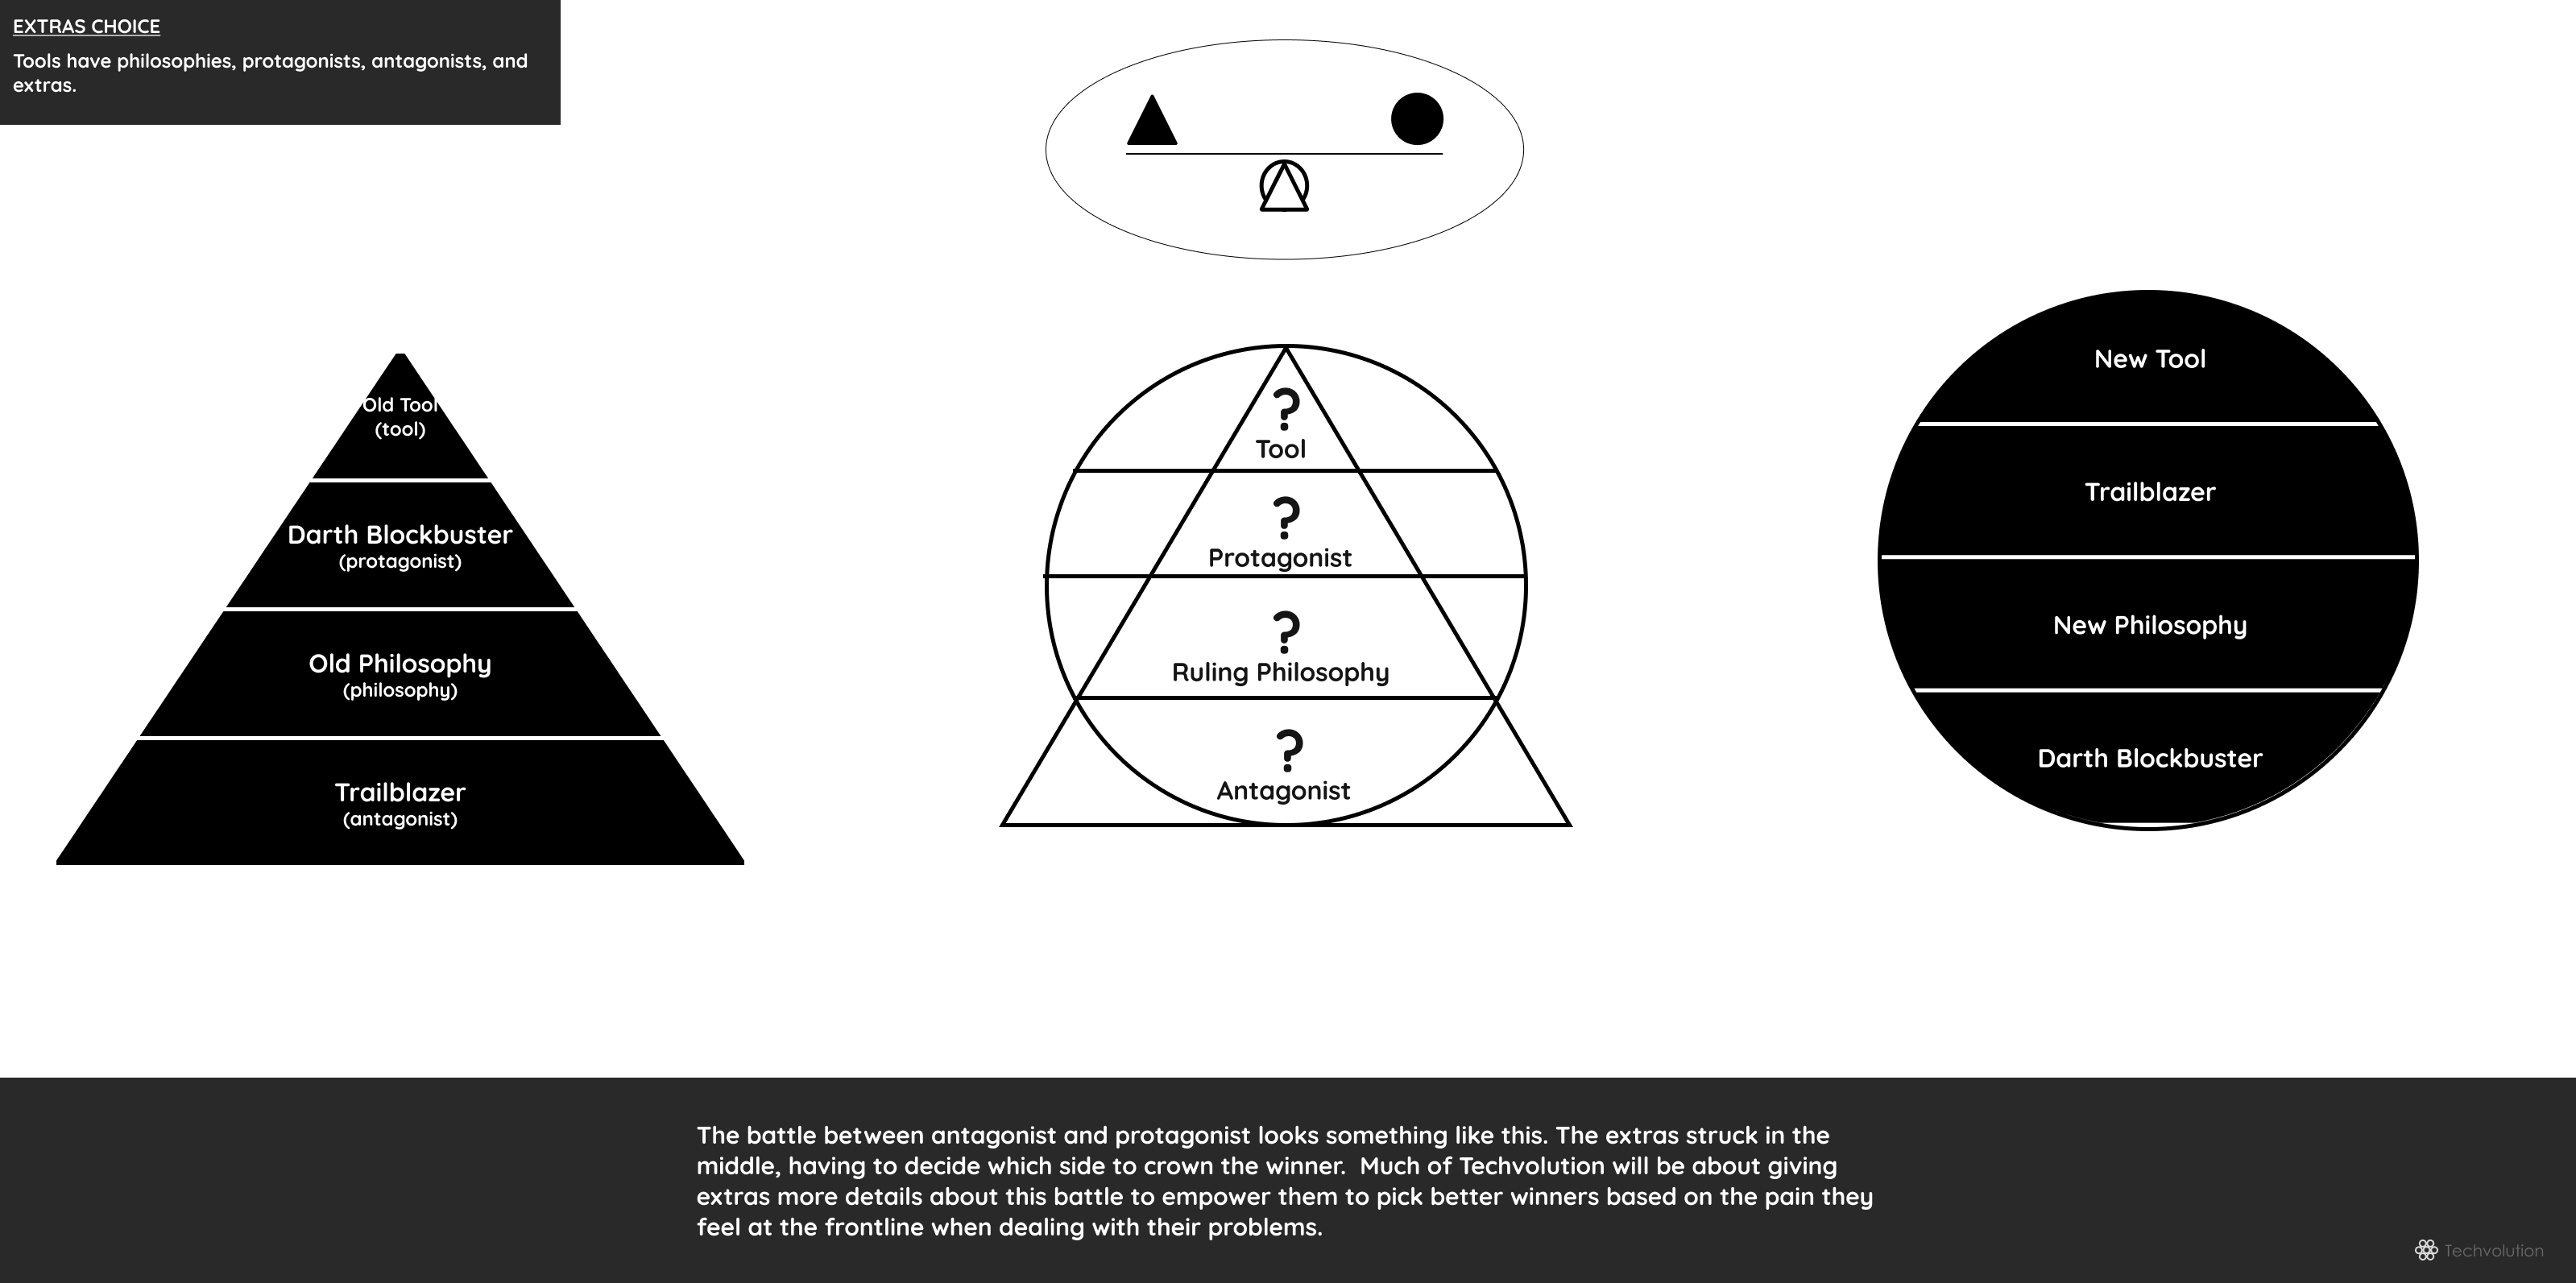 EXTRAS CHOICE
Tools have philosophies, protagonists, antagonists, and
extras.
Old Tool
(tool)
Darth Blockbuster
(protagonist)
Old Philosophy
(philosophy)
Trailblazer
(antagonist)
?
Tool
?
Protagonist
?
Ruling Philosophy
?
Antagonist
New Tool
Trailblazer
New Philosophy
Darth Blockbuster
The battle between antagonist and protagonist looks something like this. The extras struck in the
middle, having to decide which side to crown the winner.  Much of Techvolution will be about giving
extras more details about this battle to empower them to pick better winners based on the pain they
feel at the frontline when dealing with their problems.
Techvolution